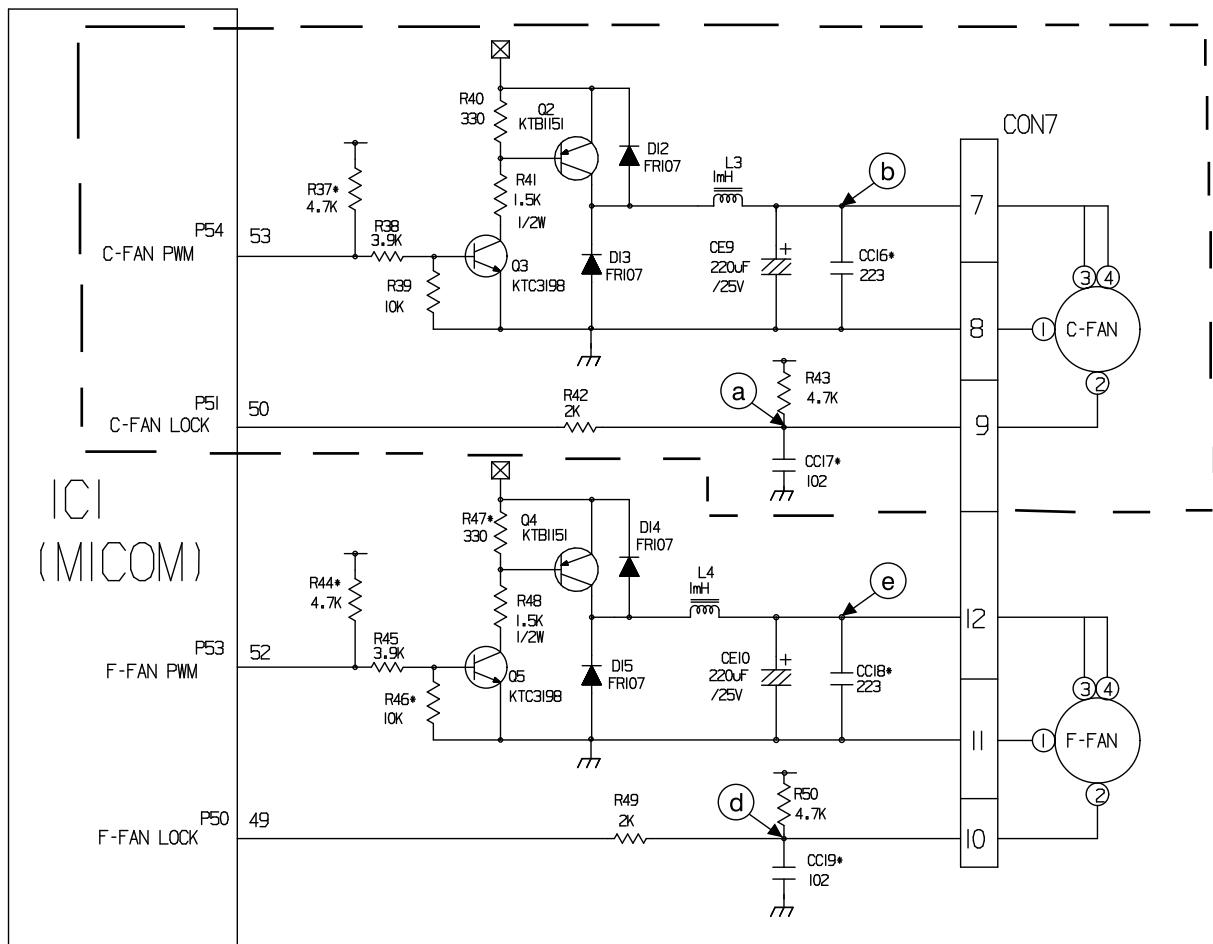 R40
330
Q2
KTB1151
D12
FR107
L3
1mH
b
CON7
R37*
4.7K
R41
1.5K
1/2W
7
P54
53
C-FAN PWM
R38
3.9K
R39
10K
Q3
KTC3198
D13
FR107
CE9
220uF
/25V
+
CC16*
223
3
4
8
1
C-FAN
2
P51
50
C-FAN LOCK
R42
2K
a
R43
4.7K
9
CC17*
102
IC1
(MICOM)
R47*
330
Q4
KTB1151
D14
FR107
L4
1mH
e
R44*
4.7K
R48
1.5K
1/2W
12
P53
52
F-FAN PWM
R45
3.9K
R46*
10K
Q5
KTC3198
D15
FR107
CE10
220uF
/25V
+
CC18*
223
3
4
11
1
F-FAN
2
P50
49
F-FAN LOCK
R49
2K
d
R50
4.7K
10
CC19*
102